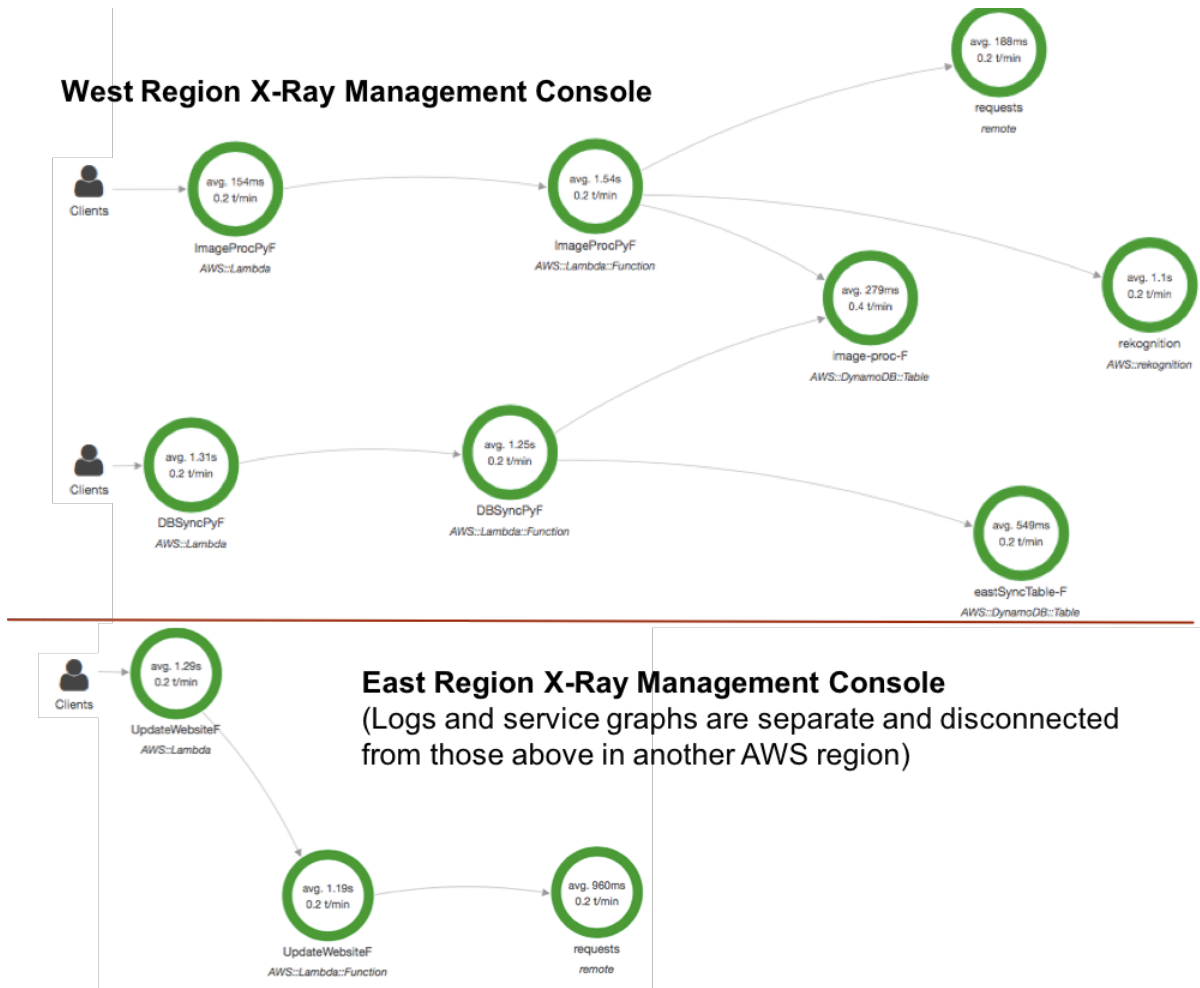 West Region X-Ray Management Console
avg. 188ms
0.2 t/min
requests
remote
Clients
avg. 154ms
0.2 t/min
ImageProcPyF
AWS::Lambda
avg. 1.54s
0.2 t/min
ImageProcPyF
AWS::Lambda::Function
avg. 279ms
0.4 t/min
image-proc-F
AWS::DynamoDB::Table
avg. 1.1s
0.2 t/min
rekognition
AWS::rekognition
Clients
avg. 1.31s
0.2 t/min
DBSyncPyF
AWS::Lambda
avg. 1.25s
0.2 t/min
DBSyncPyF
AWS::Lambda::Function
avg. 549ms
0.2 t/min
eastSyncTable-F
AWS::DynamoDB::Table
Clients
avg. 1.29s
0.2 t/min
UpdateWebsiteF
AWS::Lambda
East Region X-Ray Management Console
(Logs and service graphs are separate and disconnected
from those above in another AWS region)
avg. 1.19s
0.2 t/min
UpdateWebsiteF
AWS::Lambda::Function
avg. 960ms
0.2 t/min
requests
remote